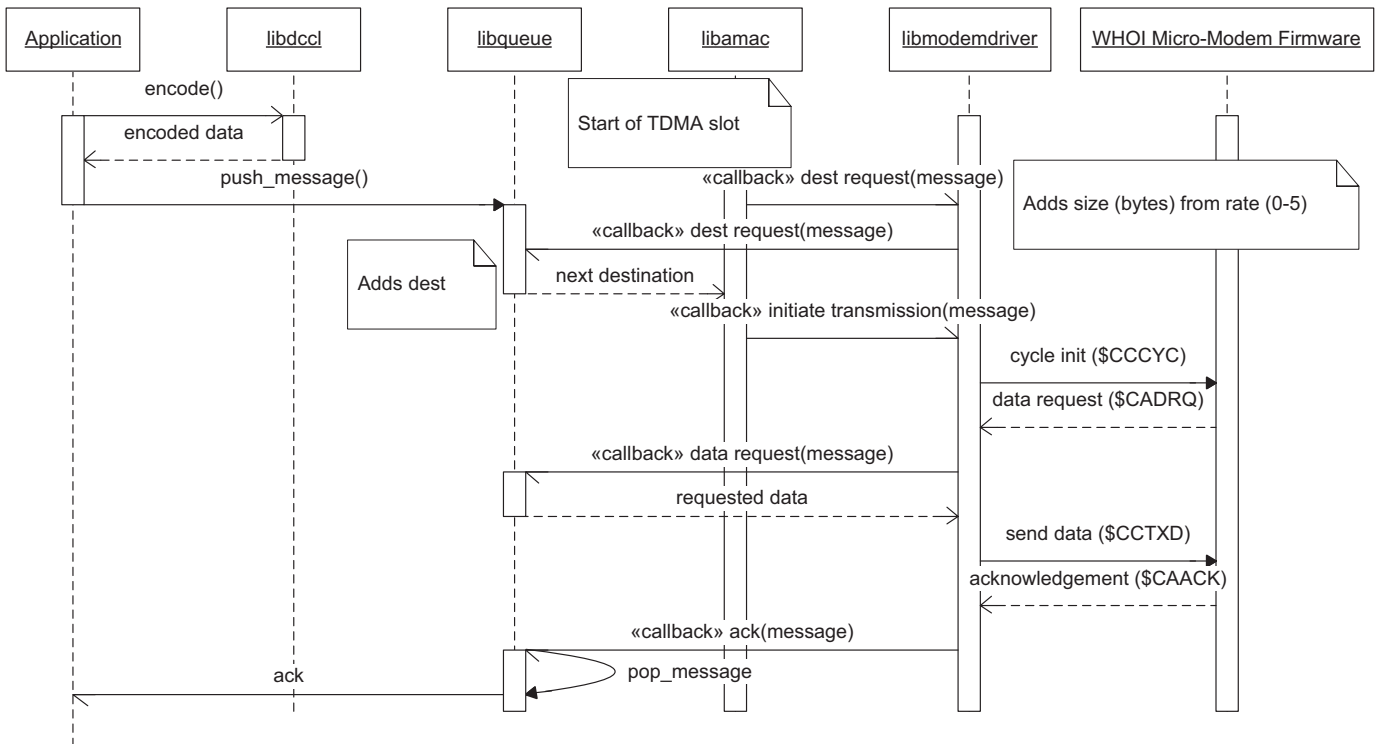 Application
libdccl
libqueue
libamac
libmodemdriver
WHOI Micro-Modem Firmware
encode()
encoded data
push_message()
Start of TDMA slot
«callback» dest request(message)
Adds size (bytes) from rate (0-5)
«callback» dest request(message)
Adds dest
next destination
«callback» initiate transmission(message)
cycle init ($CCCYC)
data request ($CADRQ)
«callback» data request(message)
requested data
send data ($CCTXD)
acknowledgement ($CAACK)
«callback» ack(message)
pop_message
ack